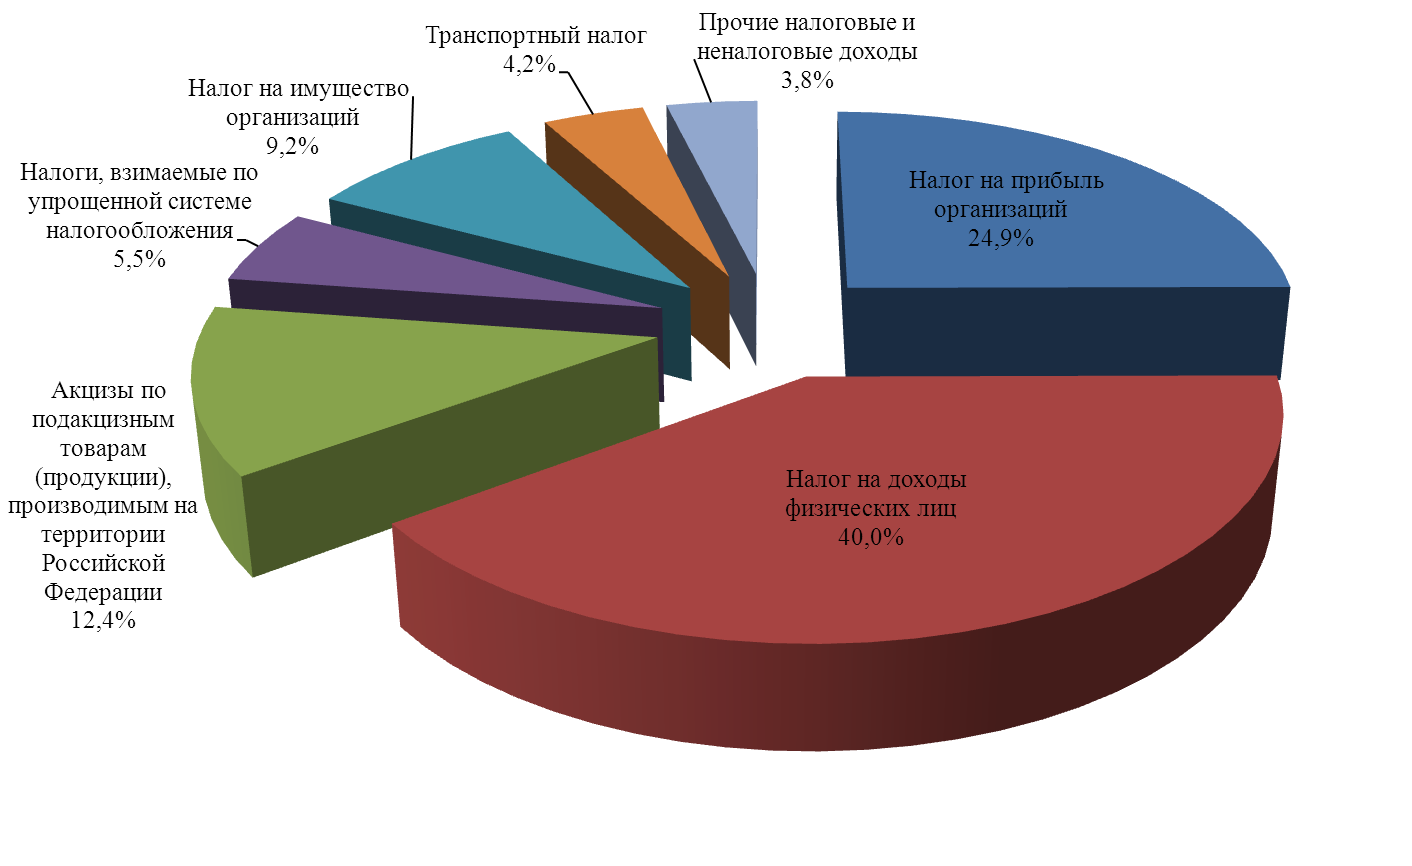 Прочие налоговые и
неналоговые доходы
3,8%
Транспортный налог
4,2%
Налог на имущество
организаций
9,2%
Налоги, взимаемые по
упрощенной системе
налогообложения
5,5%
Налог на прибыль
организаций
24,9%
Акцизы по
подакцизным
товарам
(продукции),
производимым на
территории
Российской
Федерации
12,4%
Налог на доходы
физических лиц
40,0%